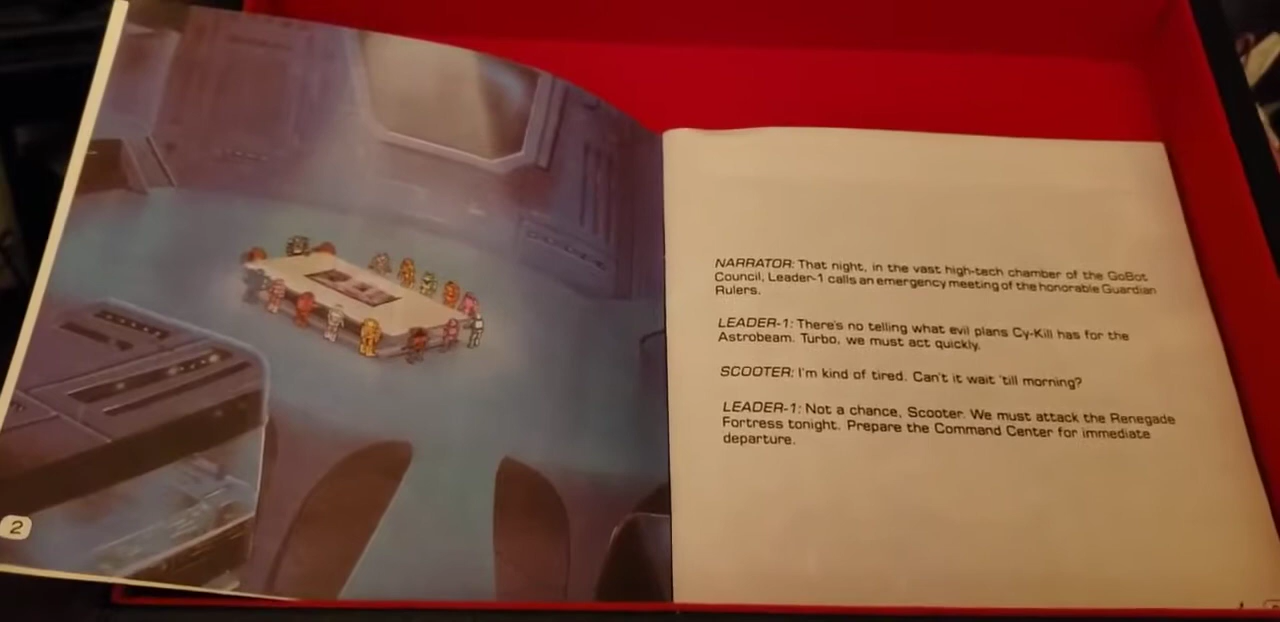 NARRATOR: That night, in the vast high-tech chamber of the GoBot
Council, Leader-1 calls an emergency meeting of the honorable Guardian
Rulers.
LEADER-1: There's no telling what evil plans Cy-Kill has for the
Astrobeam. Turbo, we must act quickly.
SCOOTER: I'm kind of tired. Can't it wait 'till morning?
LEADER-1: Not a chance, Scooter. We must attack the Renegade
Fortress tonight. Prepare the Command Center for immediate
departure.
2